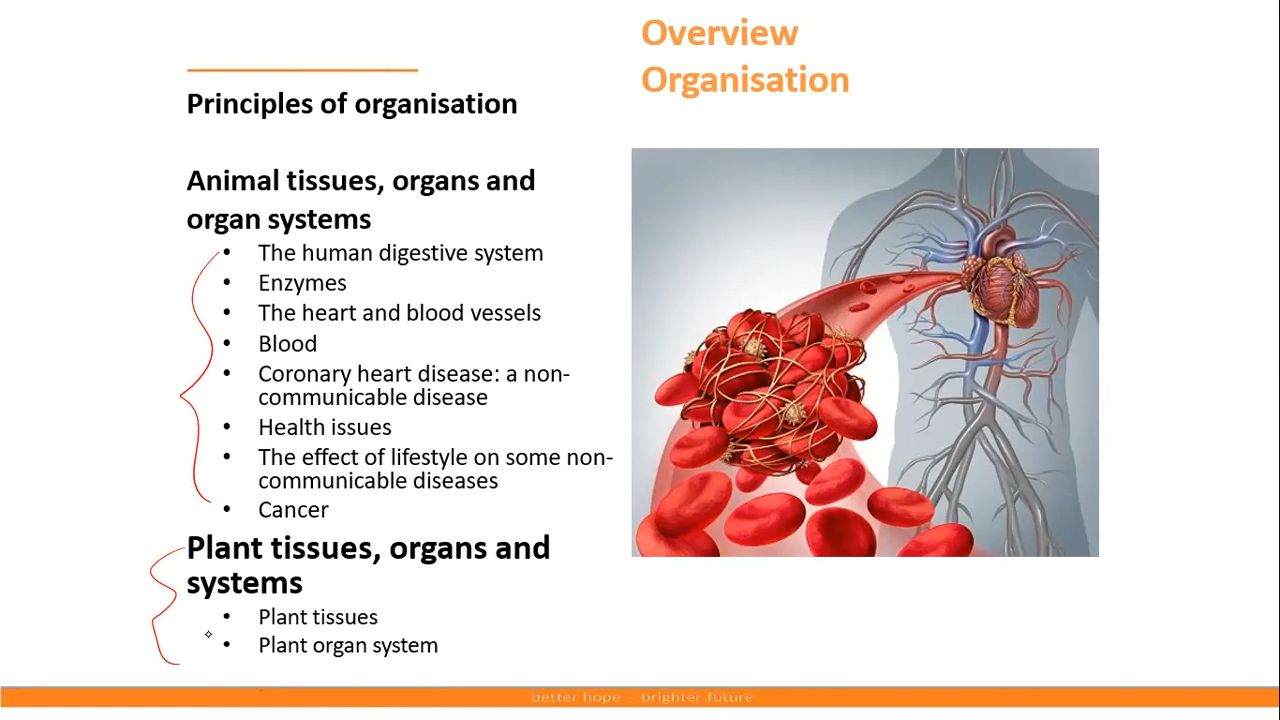 Overview
Organisation
Principles of organisation
Animal tissues, organs and
organ systems
• The human digestive system
• Enzymes
• The heart and blood vessels
• Blood
• Coronary heart disease: a non-
communicable disease
• Health issues
• The effect of lifestyle on some non-
communicable diseases
• Cancer
Plant tissues, organs and
systems
• Plant tissues
• Plant organ system
better hope – brighter future